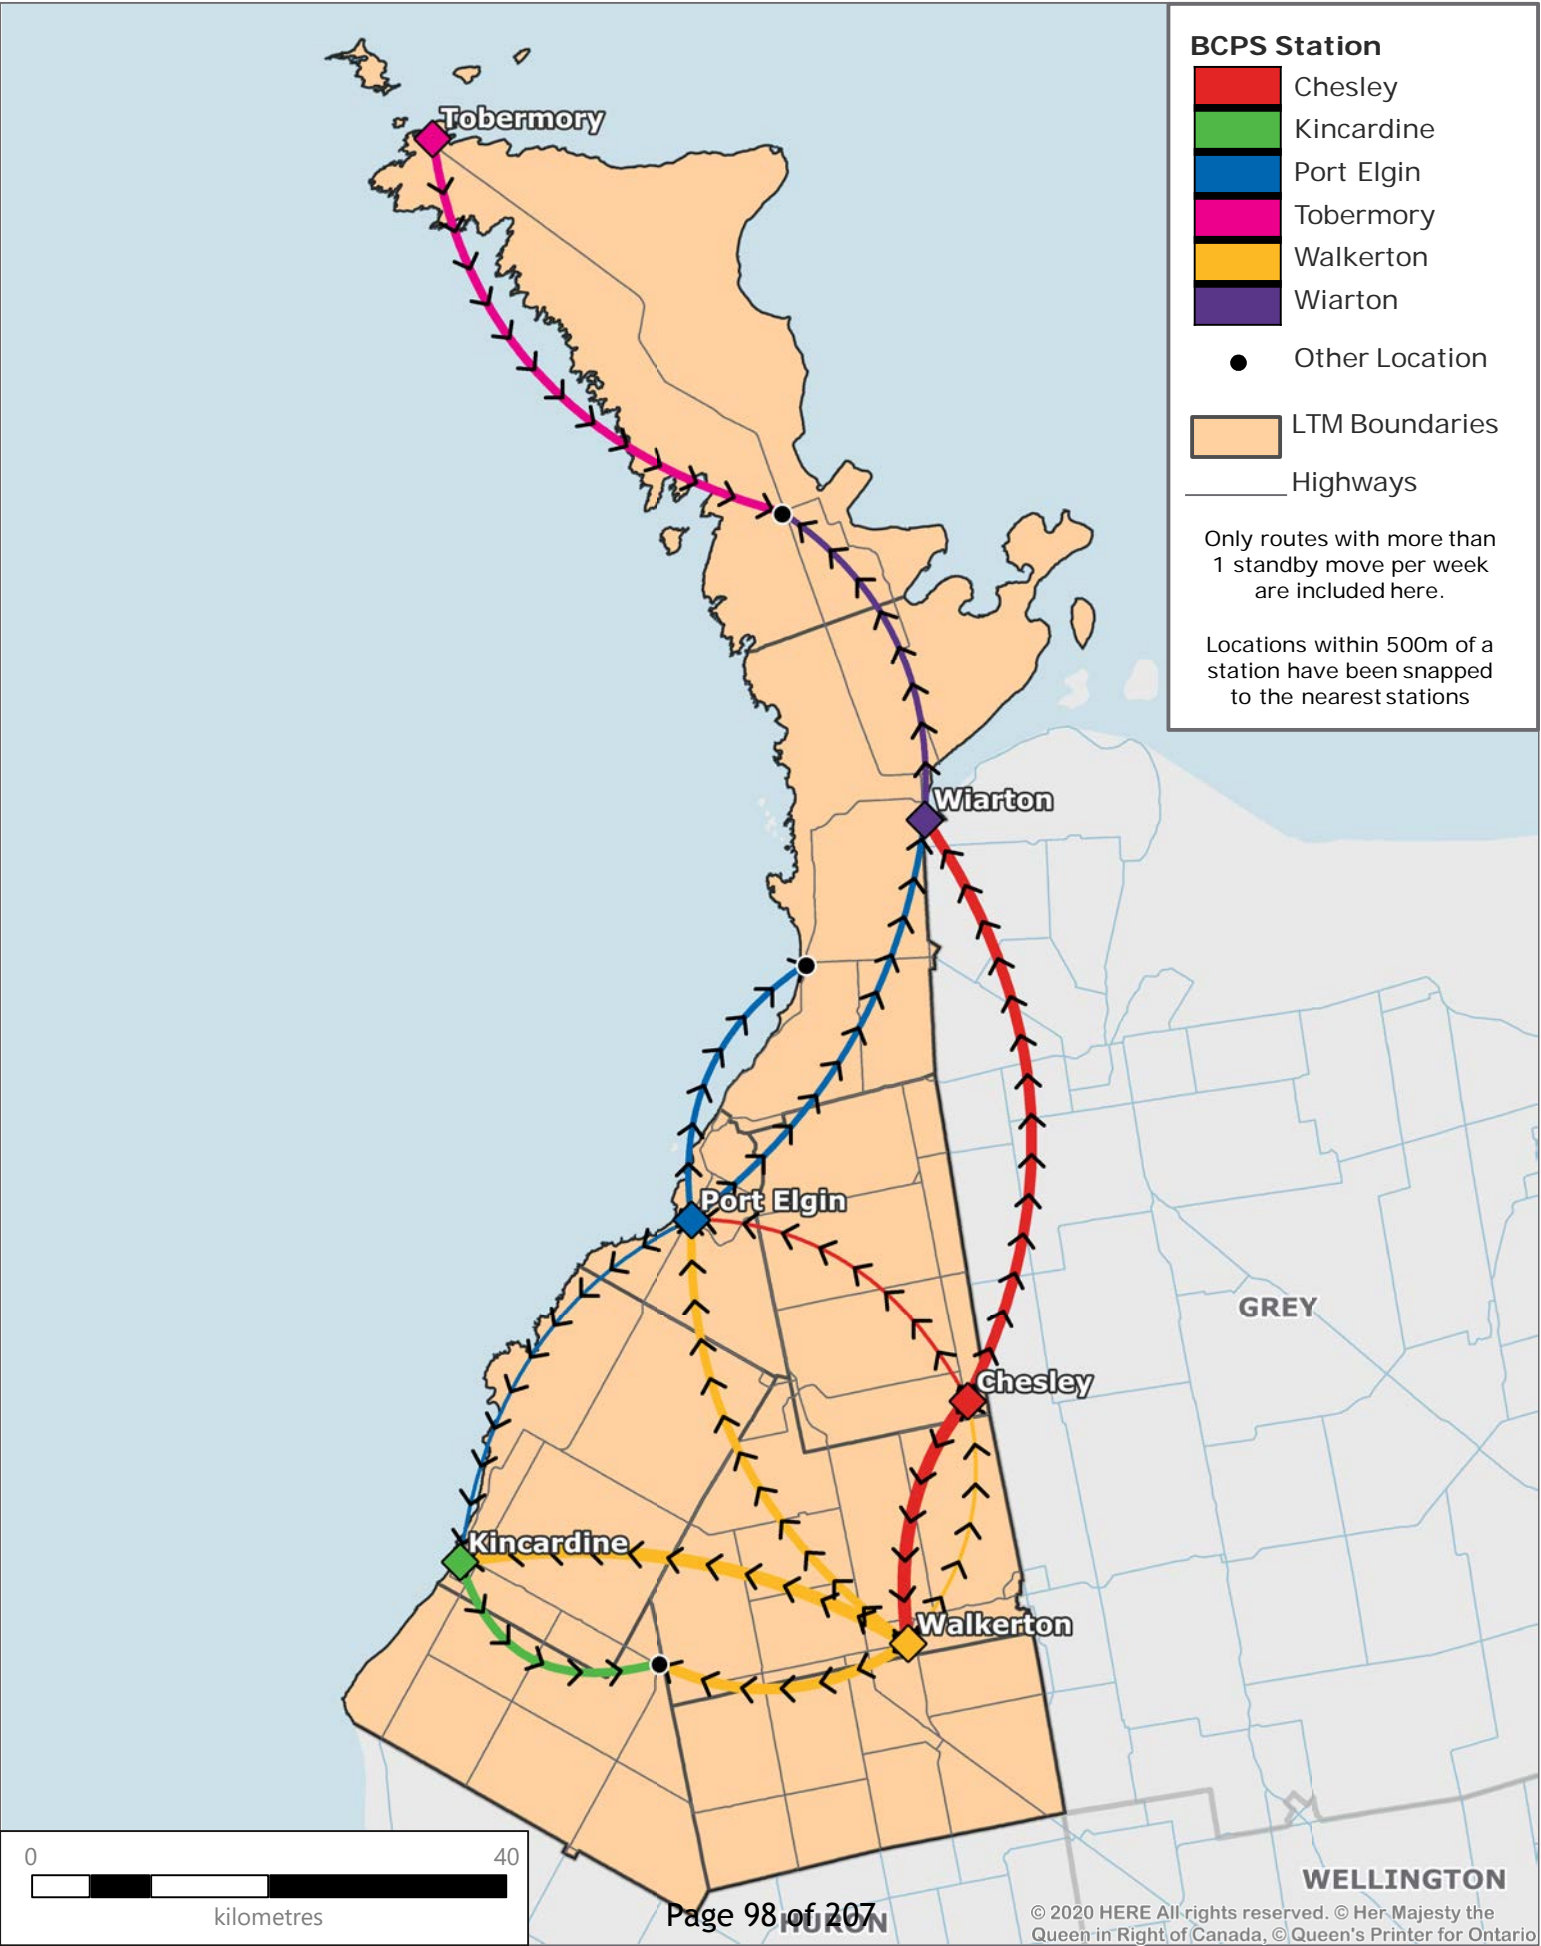 BCPS Station
Chesley
Kincardine
Port Elgin
Tobermory
Walkerton
Wiarton
Other Location
LTM Boundaries
Highways
Only routes with more than
1 standby move per week
are included here.
Locations within 500m of a
station have been snapped
to the nearest stations
Tobermory
Wiarton
Port Elgin
GREY
Chesley
Kincardine
Walkerton
0 40
kilometres
WELLINGTON
HURON
Page 98 of 207
© 2020 HERE All rights reserved. © Her Majesty the
Queen in Right of Canada, © Queen's Printer for Ontario